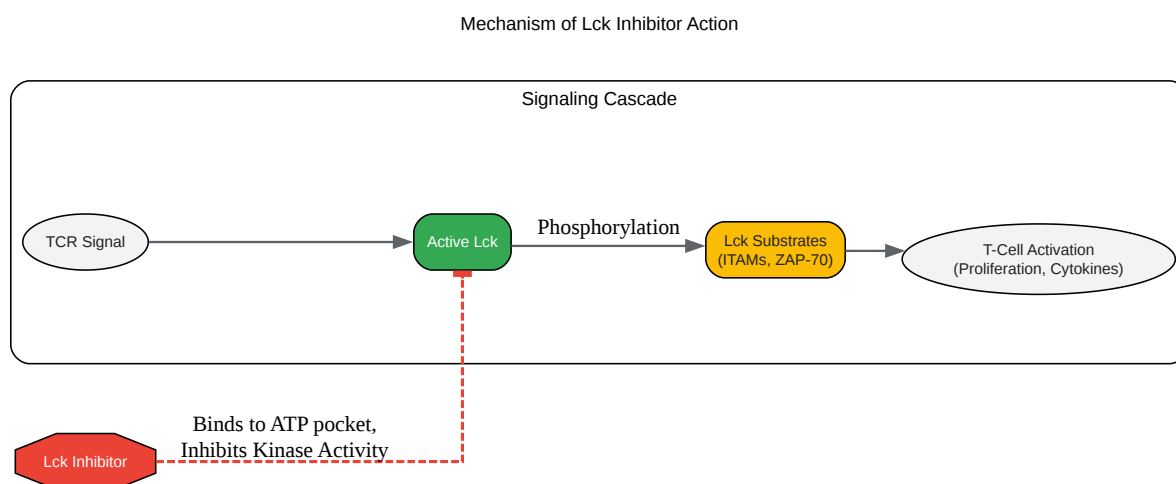 Mechanism of Lck Inhibitor Action
Signaling Cascade
TCR Signal
Active Lck
Phosphorylation
Lck Substrates
(ITAMs, ZAP-70)
T-Cell Activation
(Proliferation, Cytokines)
Binds to ATP pocket,
Inhibits Kinase Activity
Lck Inhibitor